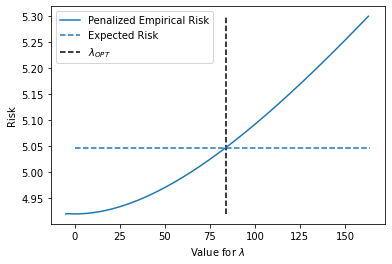 5.30
5.25
5.20
5.15
5.10
5.05
5.00
4.95
Risk
Penalized Empirical Risk
Expected Risk
λOPT
0 25 50 75 100 125 150
Value for λ